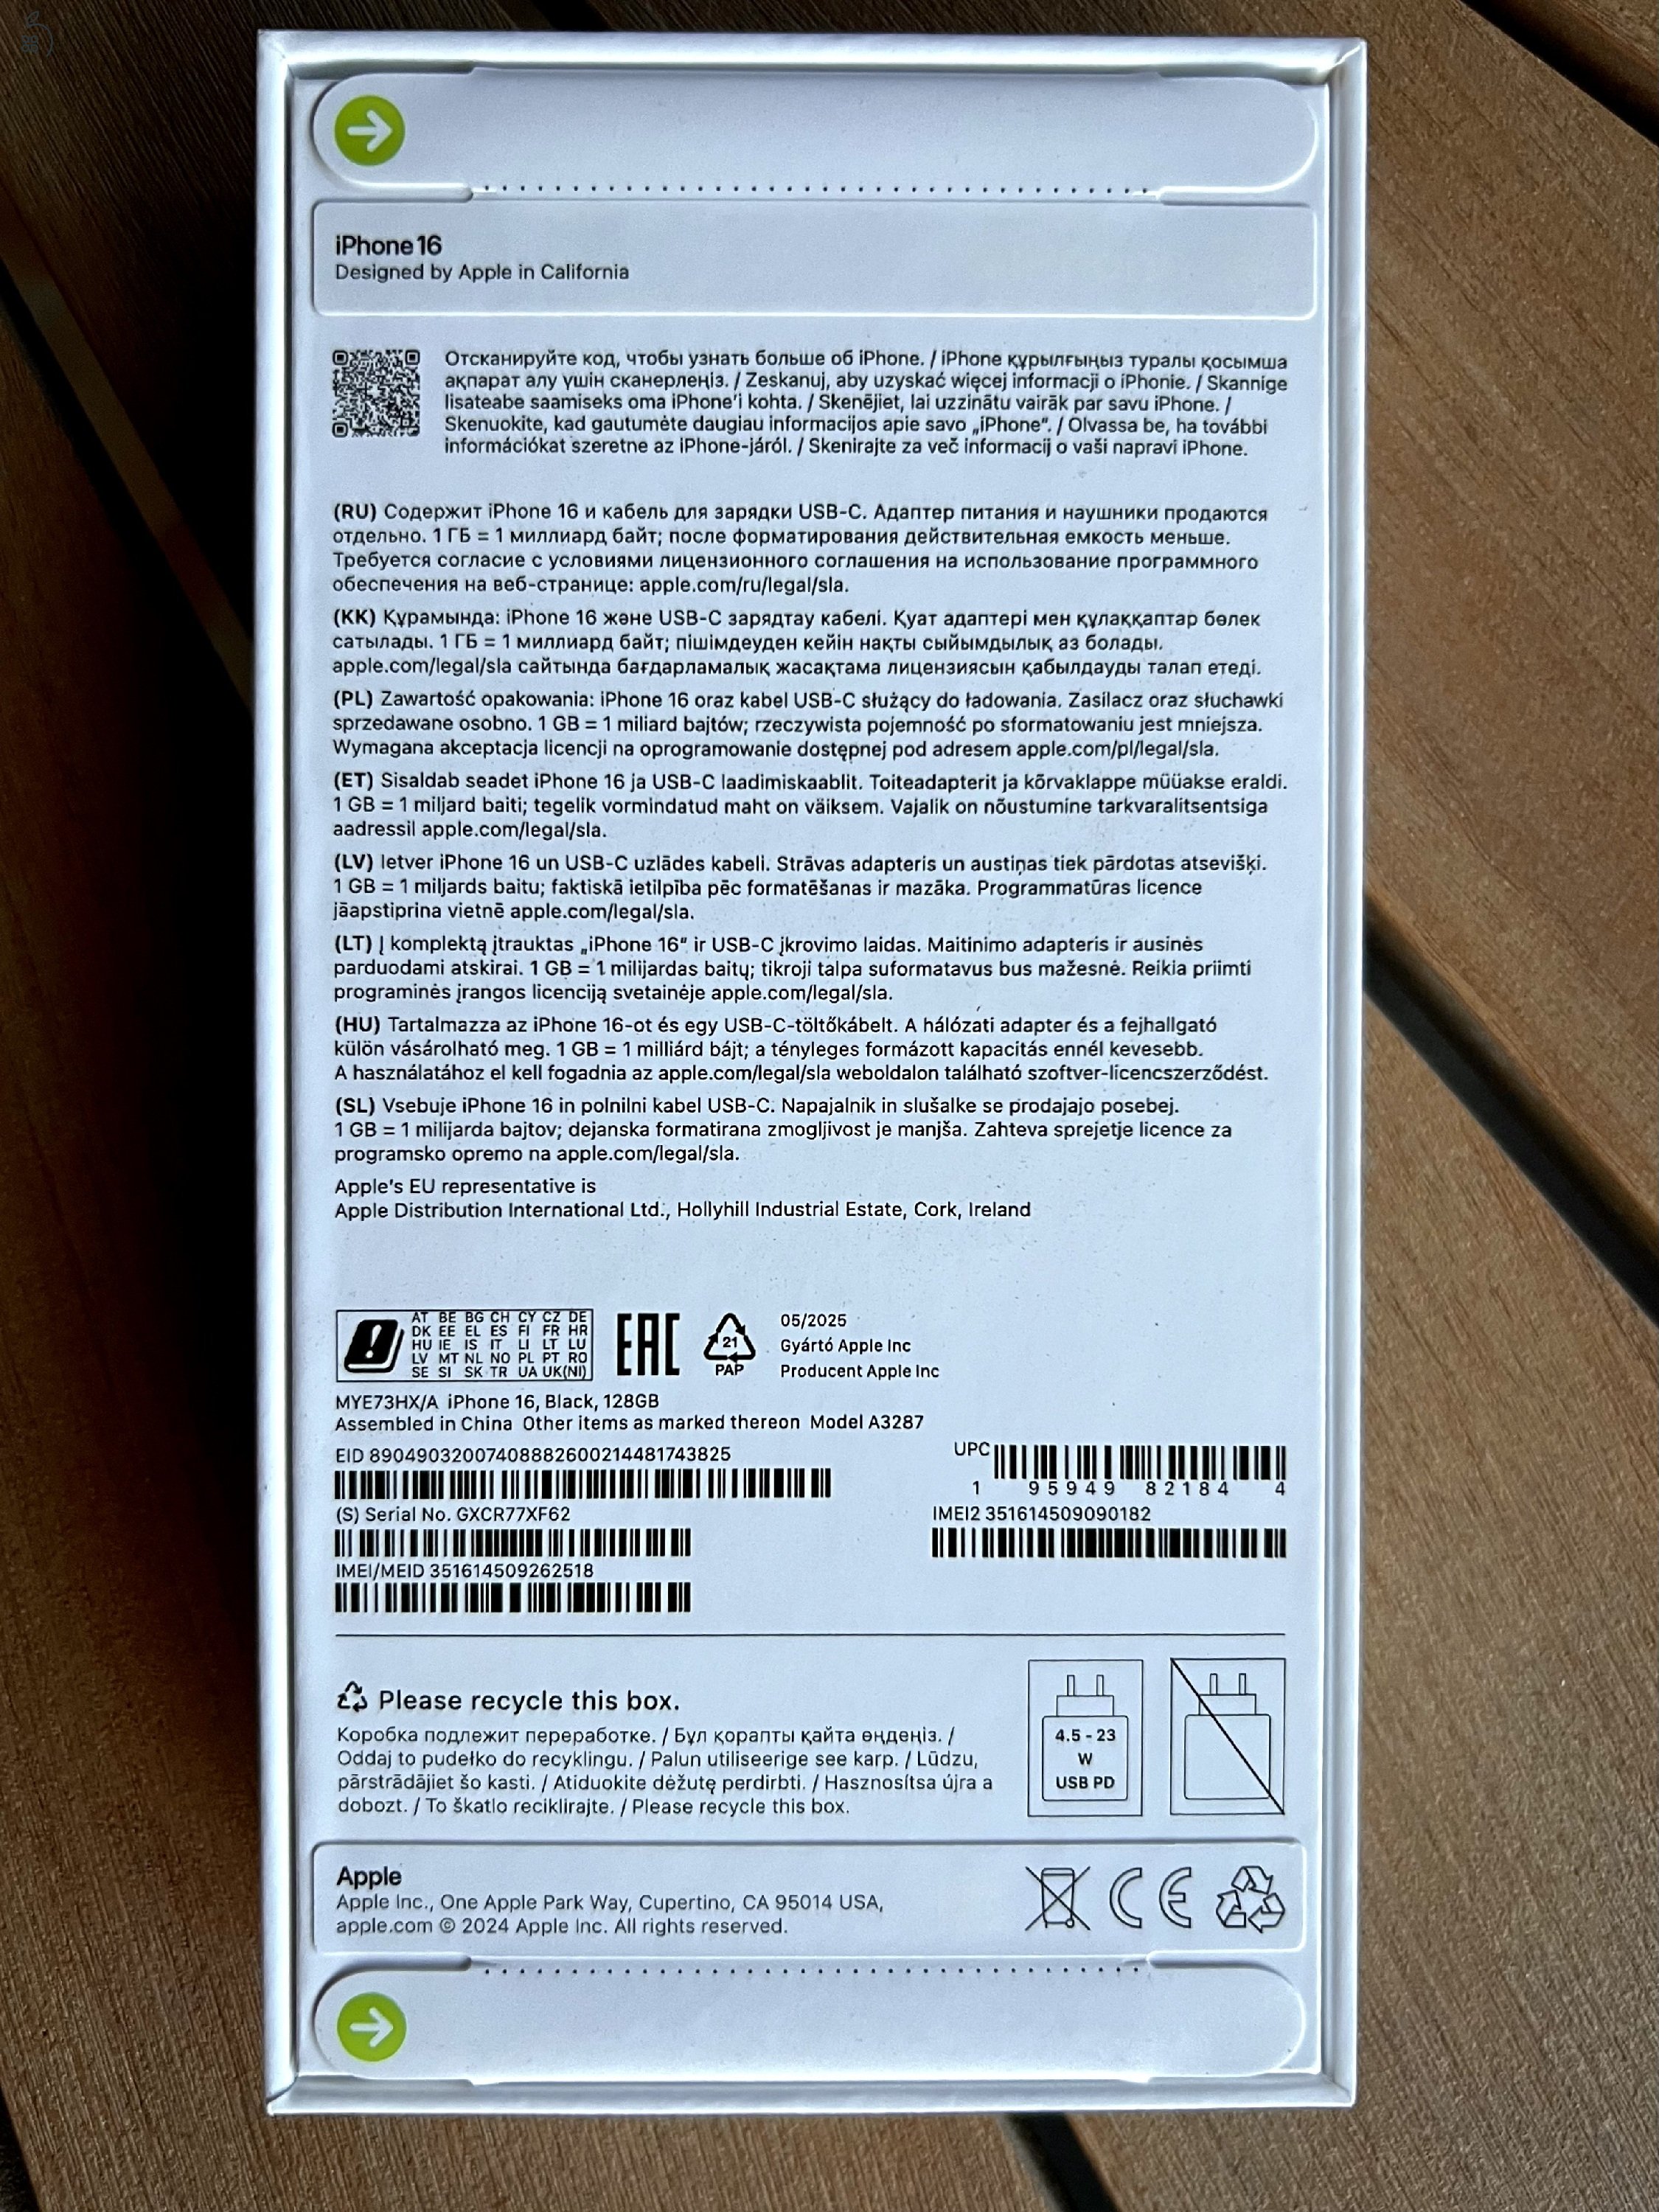 iPhone 16
Designed by Apple in California
Отсканируйте код, чтобы узнать больше об iPhone. / iPhone құрылғыңыз туралы қосымша
ақпарат алу үшін сканерлеңіз. / Zeskanuj, aby uzyskać więcej informacji o iPhonie. / Skannige
lisateabe saamiseks oma iPhone’i kohta. / Skenējiet, lai uzzinātu vairāk par savu iPhone. /
Skenuokite, kad gautumėte daugiau informacijos apie savo „iPhone“. / Olvassa be, ha további
információkat szeretne az iPhone-járól. / Skenirajte za več informacij o vaši napravi iPhone.
(RU) Содержит iPhone 16 и кабель для зарядки USB-C. Адаптер питания и наушники продаются
отдельно. 1 ГБ = 1 миллиард байт; после форматирования действительная емкость меньше.
Требуется согласие с условиями лицензионного соглашения на использование программного
обеспечения на веб-странице: apple.com/ru/legal/sla.
(KK) Құрамында: iPhone 16 және USB-C зарядтау кабелі. Қуат адаптері мен құлаққаптар бөлек
сатылады. 1 ГБ = 1 миллиард байт; пішімдеуден кейін нақты сыйымдылық аз болады.
apple.com/legal/sla сайтында бағдарламалық жасақтама лицензиясын қабылдауды талап етеді.
(PL) Zawartość opakowania: iPhone 16 oraz kabel USB-C służący do ładowania. Zasilacz oraz słuchawki
sprzedawane osobno. 1 GB = 1 miliard bajtów; rzeczywista pojemność po sformatowaniu jest mniejsza.
Wymagana akceptacja licencji na oprogramowanie dostępnej pod adresem apple.com/pl/legal/sla.
(ET) Sisaldab seadet iPhone 16 ja USB-C laadimiskaablit. Toiteadapterit ja kõrvaklappe müüakse eraldi.
1 GB = 1 miljard baiti; tegelik vormindatud maht on väiksem. Vajalik on nõustumine tarkvaralitsentsiga
aadressil apple.com/legal/sla.
(LV) Ietver iPhone 16 un USB-C uzlādes kabeli. Strāvas adapteris un austiņas tiek pārdotas atsevišķi.
1 GB = 1 miljards baitu; faktiskā ietilpība pēc formatēšanas ir mazāka. Programmatūras licence
jāapstiprina vietnē apple.com/legal/sla.
(LT) Į komplektą įtrauktas „iPhone 16“ ir USB-C įkrovimo laidas. Maitinimo adapteris ir ausinės
parduodami atskirai. 1 GB = 1 milijardas baitų; tikroji talpa suformatavus bus mažesnė. Reikia priimti
programinės įrangos licenciją svetainėje apple.com/legal/sla.
(HU) Tartalmazza az iPhone 16-ot és egy USB-C-töltőkábelt. A hálózati adapter és a fejhallgató
külön vásárolható meg. 1 GB = 1 milliárd bájt; a tényleges formázott kapacitás ennél kevesebb.
A használatához el kell fogadnia az apple.com/legal/sla weboldalon található szoftver-licencszerződést.
(SL) Vsebuje iPhone 16 in polnilni kabel USB-C. Napajalnik in slušalke se prodajajo posebej.
1 GB = 1 milijarda bajtov; dejanska formatirana zmogljivost je manjša. Zahteva sprejetje licence za
programsko opremo na apple.com/legal/sla.
Apple’s EU representative is
Apple Distribution International Ltd., Hollyhill Industrial Estate, Cork, Ireland
AT BE BG CH CY CZ DE
DK EE EL ES FI FR HR
HU IE IS IT LI LT LU
LV MT NL NO PL PT RO
SE SI SK TR UA UK(NI)
EAC
21
PAP
05/2025
Gyártó Apple Inc
Producent Apple Inc
MYE73HX/A iPhone 16, Black, 128GB
Assembled in China Other items as marked thereon Model A3287
EID 89049032007408882600214481743825
UPC
1 95949 82184 4
(S) Serial No. GXCR77XF62
IMEI2 351614509090182
IMEI/MEID 351614509262518
Please recycle this box.
Коробка подлежит переработке. / Бұл қорапты қайта өңдеңіз. /
Oddaj to pudełko do recyklingu. / Palun utiliseerige see karp. / Lūdzu,
pārstrādājiet šo kasti. / Atiduokite dėžutę perdirbti. / Hasznosítsa újra a
dobozt. / To škatlo reciklirajte. / Please recycle this box.
4.5 - 23
W
USB PD
Apple
Apple Inc., One Apple Park Way, Cupertino, CA 95014 USA,
apple.com © 2024 Apple Inc. All rights reserved.
CE